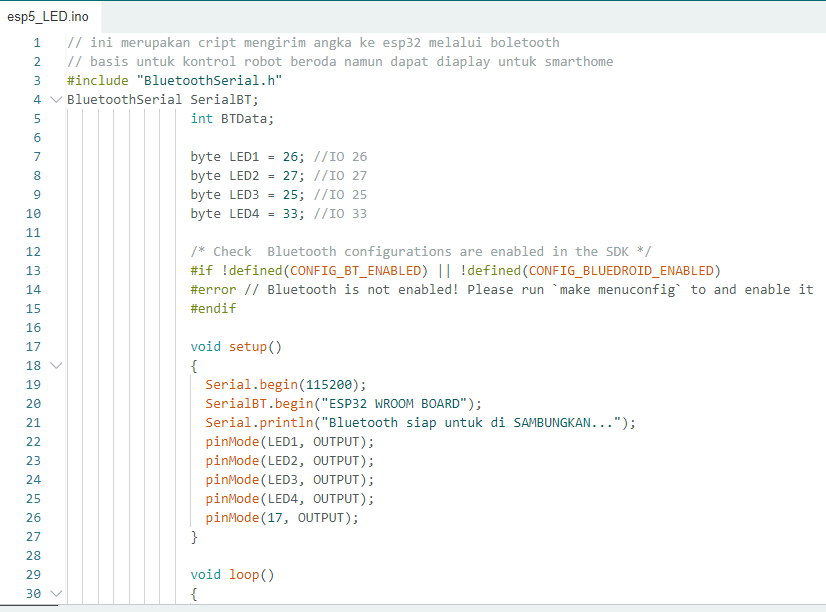 esp5_LED.ino
1 // ini merupakan cript mengirim angka ke esp32 melalui boletooth
2 // basis untuk kontrol robot beroda namun dapat diaplay untuk smarthome
3 #include "BluetoothSerial.h"
4 BluetoothSerial SerialBT;
5 int BTData;
6
7 byte LED1 = 26; //IO 26
8 byte LED2 = 27; //IO 27
9 byte LED3 = 25; //IO 25
10 byte LED4 = 33; //IO 33
11
12 /* Check  Bluetooth configurations are enabled in the SDK */
13 #if !defined(CONFIG_BT_ENABLED) || !defined(CONFIG_BLUEDROID_ENABLED)
14 #error // Bluetooth is not enabled! Please run `make menuconfig` to and enable it
15 #endif
16
17 void setup()
18 {
19 Serial.begin(115200);
20 SerialBT.begin("ESP32 WROOM BOARD");
21 Serial.println("Bluetooth siap untuk di SAMBUNGKAN...");
22 pinMode(LED1, OUTPUT);
23 pinMode(LED2, OUTPUT);
24 pinMode(LED3, OUTPUT);
25 pinMode(LED4, OUTPUT);
26 pinMode(17, OUTPUT);
27 }
28
29 void loop()
30 {